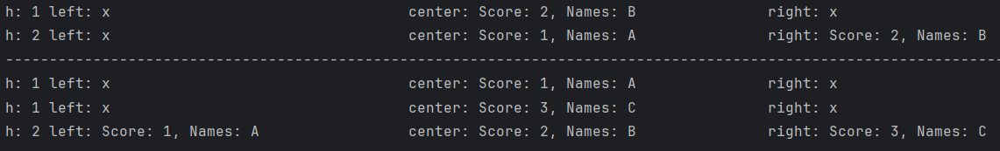 h: 1 left: x center: Score: 2, Names: B right: x
h: 2 left: x center: Score: 1, Names: A right: Score: 2, Names: B
------------------------------------------------------------------------------------------------------------------
h: 1 left: x center: Score: 1, Names: A right: x
h: 1 left: x center: Score: 3, Names: C right: x
h: 2 left: Score: 1, Names: A center: Score: 2, Names: B right: Score: 3, Names: C